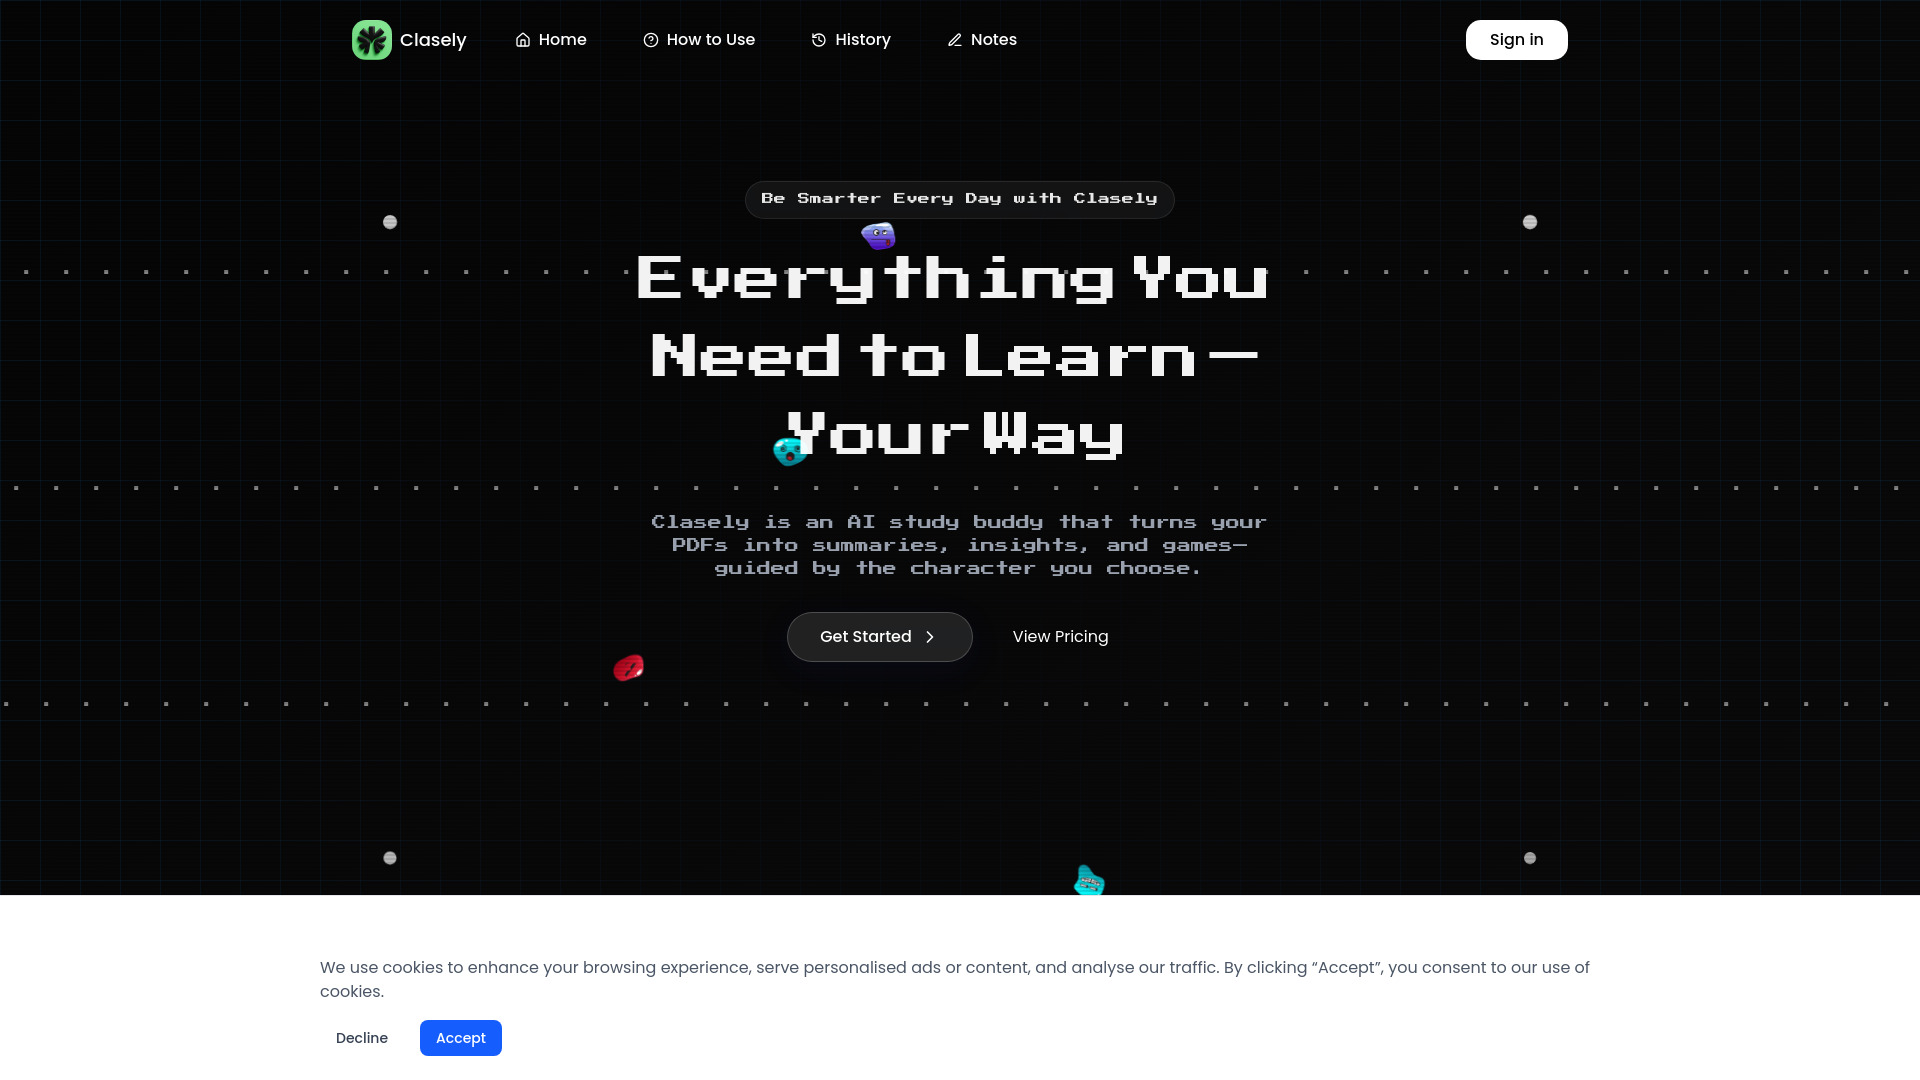 Clasely
Home
How to Use
History
Notes
Sign in
Be Smarter Every Day with Clasely
Everything You
Need to Learn —
Your Way
Clasely is an AI study buddy that turns your
PDFs into summaries, insights, and games—
guided by the character you choose.
Get Started
View Pricing
We use cookies to enhance your browsing experience, serve personalised ads or content, and analyse our traffic. By clicking “Accept”, you consent to our use of
cookies.
Decline
Accept